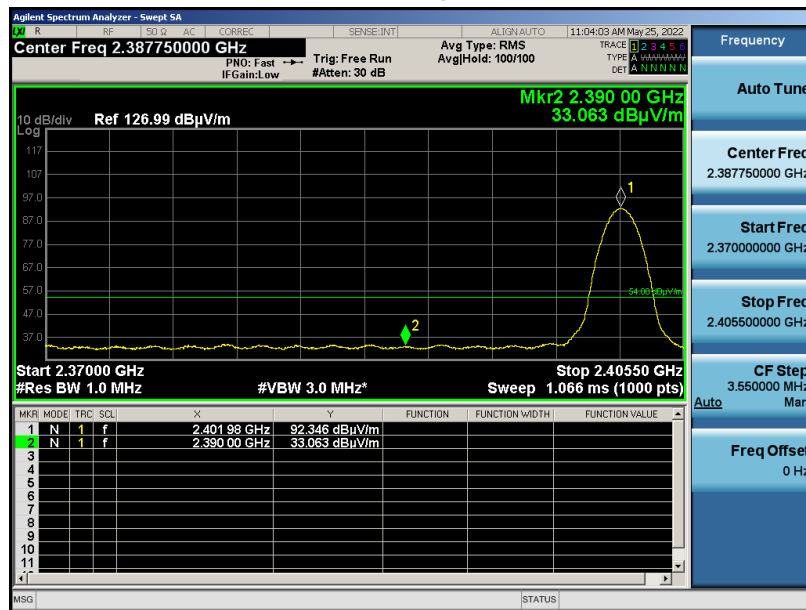 Agilent Spectrum Analyzer - Swept SA
LXI R RF 50 Ω AC CORREC SENSE:INT ALIGN AUTO 11:04:03 AM May 25, 2022
Center Freq 2.387750000 GHz Avg Type: RMS TRACE 1 2 3 4 5 6
PNO: Fast Trig: Free Run Avg|Hold: 100/100 TYPE A WWWWW
IFGain:Low #Atten: 30 dB DET A N N N N N
Mkr2 2.390 00 GHz
10 dB/div Ref 126.99 dBµV/m 33.063 dBµV/m
Log
117
107
97.0
87.0
77.0
67.0
57.0
47.0
37.0
1
54.00 dBµV/m
2
Start 2.37000 GHz Stop 2.40550 GHz
#Res BW 1.0 MHz #VBW 3.0 MHz* Sweep 1.066 ms (1000 pts)
MKR MODE TRC SCL X Y FUNCTION FUNCTION WIDTH FUNCTION VALUE
1 N 1 f 2.401 98 GHz 92.346 dBµV/m
2 N 1 f 2.390 00 GHz 33.063 dBµV/m
3
4
5
6
7
8
9
10
11
MSG STATUS
Frequency
Auto Tune
Center Freq
2.387750000 GHz
Start Freq
2.370000000 GHz
Stop Freq
2.405500000 GHz
CF Step
3.550000 MHz
Auto Man
Freq Offset
0 Hz